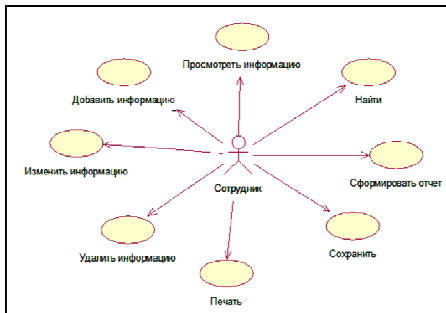 Просмотреть информацию
Добавить информацию
Найти
Изменить информацию
Сотрудник
Сформировать отчет
Удалить информацию
Сохранить
Печать